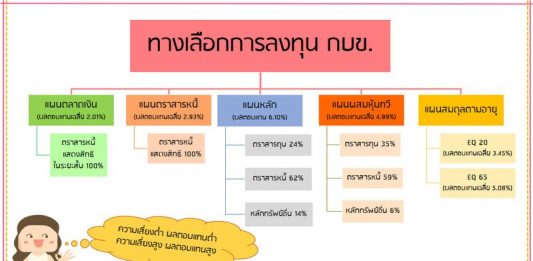 ทางเลือกการลงทุน กบข.
แผนตลาดเงิน
(ผลตอบแทนเฉลี่ย 2.01%)
ตราสารหนี้
แสดงสิทธิ
ในระยะสั้น 100%
แผนตราสารหนี้
(ผลตอบแทนเฉลี่ย 2.93%)
ตราสารหนี้
แสดงสิทธิ 100%
แผนหลัก
(ผลตอบแทน 6.10%)
ตราสารทุน 24%
ตราสารหนี้ 62%
หลักทรัพย์อื่น 14%
แผนผสมหุ้นทวี
(ผลตอบแทนเฉลี่ย 4.99%)
ตราสารทุน 35%
ตราสารหนี้ 59%
หลักทรัพย์อื่น 6%
แผนสมดุลตามอายุ
EQ 20
(ผลตอบแทนเฉลี่ย 3.45%)
EQ 65
(ผลตอบแทนเฉลี่ย 5.08%)
ความเสี่ยงต่ำ ผลตอบแทนต่ำ
ความเสี่ยงสูง ผลตอบแทนสูง